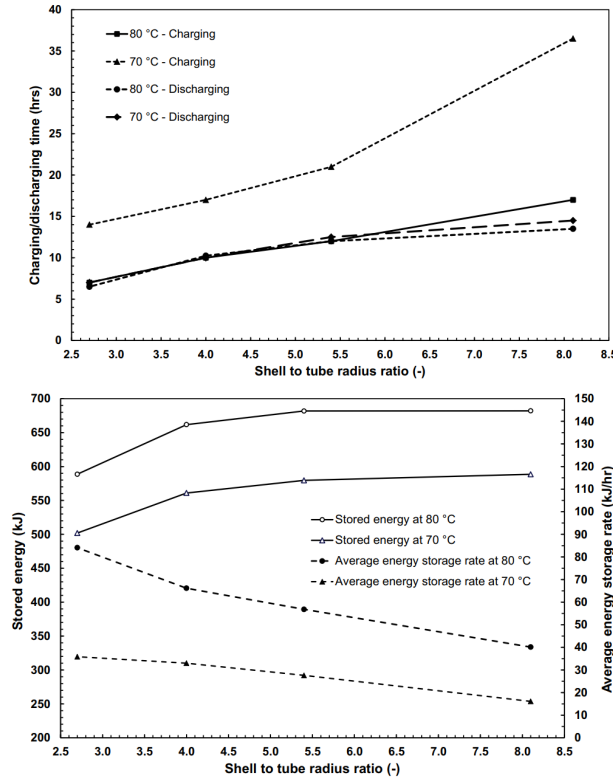 40
35
30
25
20
15
10
5
0
Charging/discharging time (hrs)
80 °C - Charging
70 °C - Charging
80 °C - Discharging
70 °C - Discharging
2.5 3.0 3.5 4.0 4.5 5.0 5.5 6.0 6.5 7.0 7.5 8.0 8.5
Shell to tube radius ratio (-)
700
650
600
550
500
450
400
350
300
250
200
Stored energy (kJ)
Stored energy at 80 °C
Stored energy at 70 °C
Average energy storage rate at 80 °C
Average energy storage rate at 70 °C
150
140
130
120
110
100
90
80
70
60
50
40
30
20
10
0
Average energy storage rate (kJ/hr)
2.5 3.0 3.5 4.0 4.5 5.0 5.5 6.0 6.5 7.0 7.5 8.0 8.5
Shell to tube radius ratio (-)